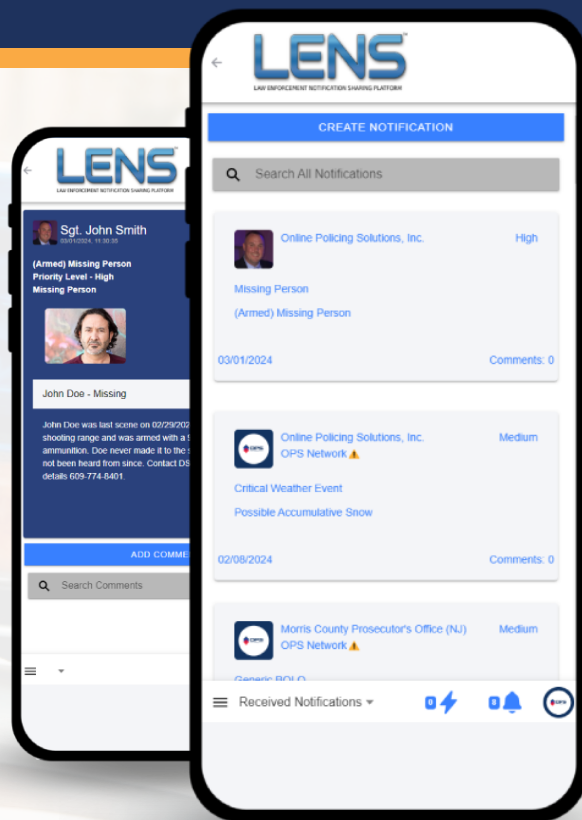 LENS
LAW ENFORCEMENT NOTIFICATION SHARING PLATFORM
Sgt. John Smith
03/01/2024, 11:30:35
(Armed) Missing Person
Priority Level - High
Missing Person
John Doe - Missing
John Doe was last scene on 02/29/202
shooting range and was armed with a
ammunition. Doe never made it to the
not been heard from since. Contact DS
details 609-774-8401.
ADD COMME
Search Comments
LENS
LAW ENFORCEMENT NOTIFICATION SHARING PLATFORM
CREATE NOTIFICATION
Search All Notifications
Online Policing Solutions, Inc. High
Missing Person
(Armed) Missing Person
03/01/2024 Comments: 0
OPS
Online Policing Solutions, Inc. Medium
OPS Network
Critical Weather Event
Possible Accumulative Snow
02/08/2024 Comments: 0
OPS
Morris County Prosecutor's Office (NJ) Medium
OPS Network
Generic BOLO
Received Notifications 0 0 OPS